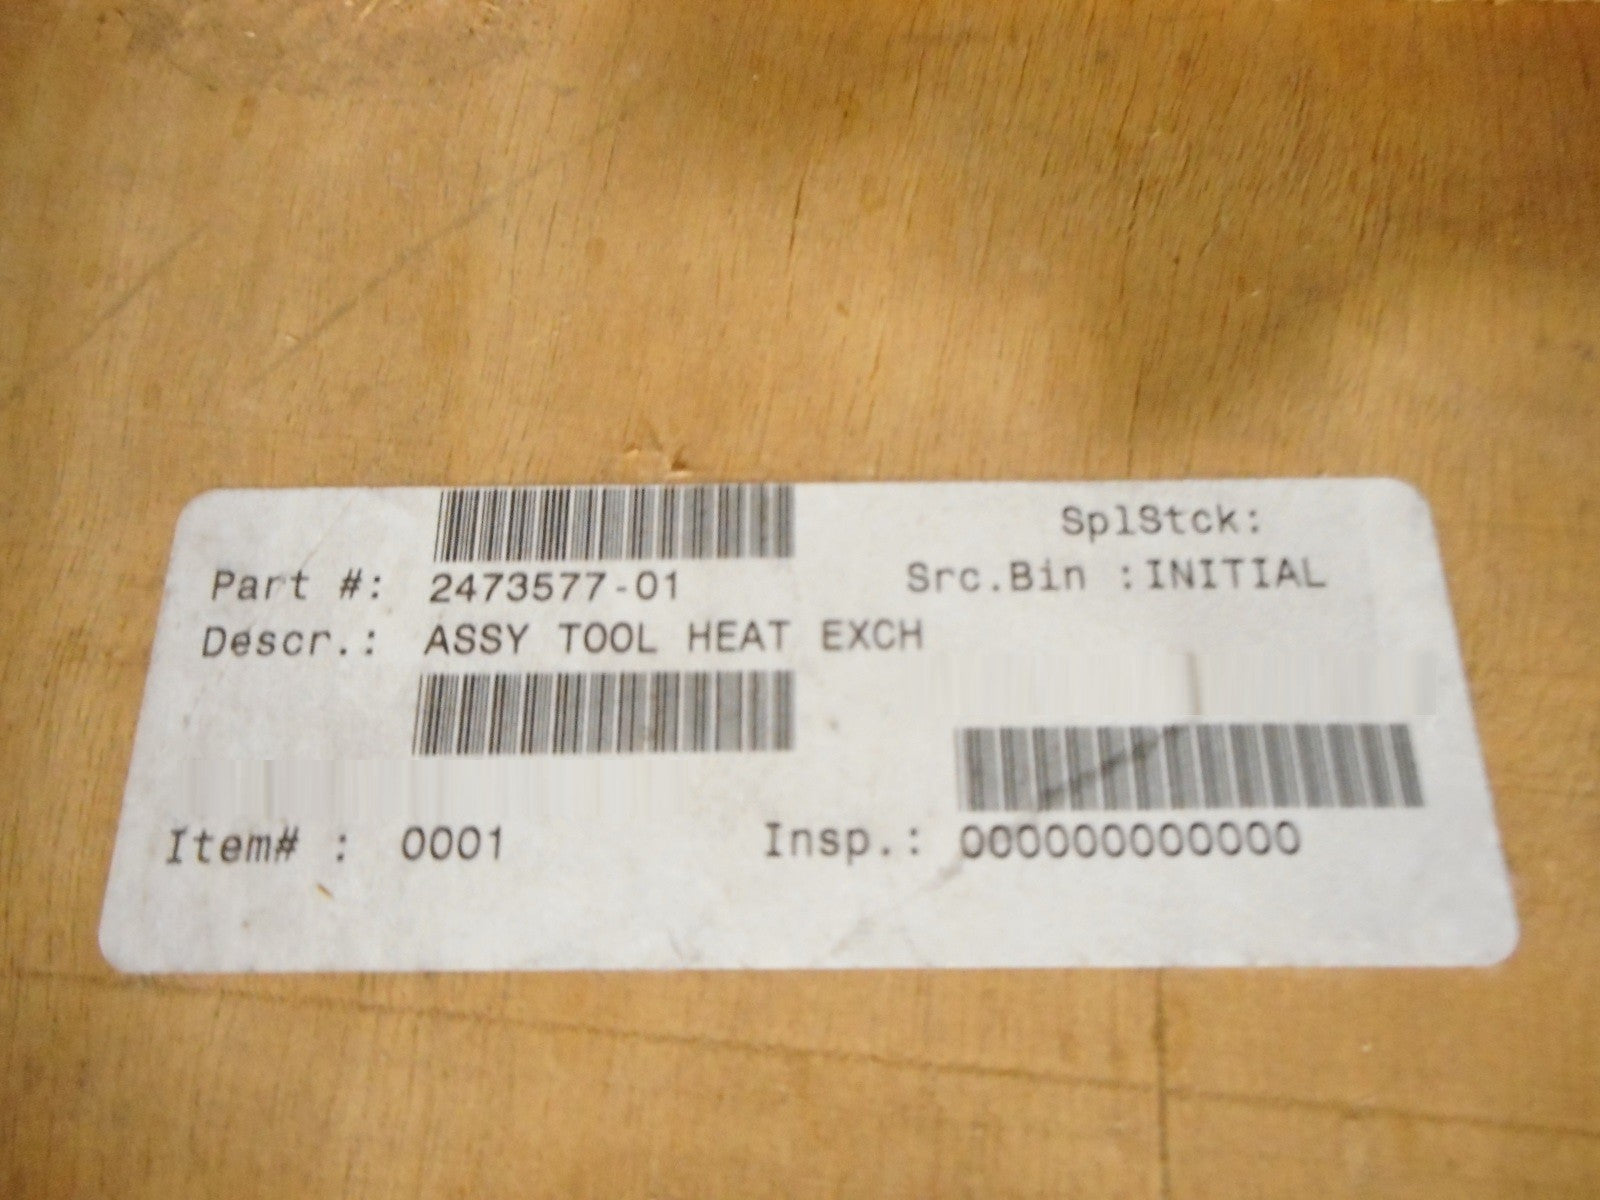 SplStck:
Part #: 2473577-01 Src.Bin :INITIAL
Descr.: ASSY TOOL HEAT EXCH
Item# : 0001 Insp.: 000000000000